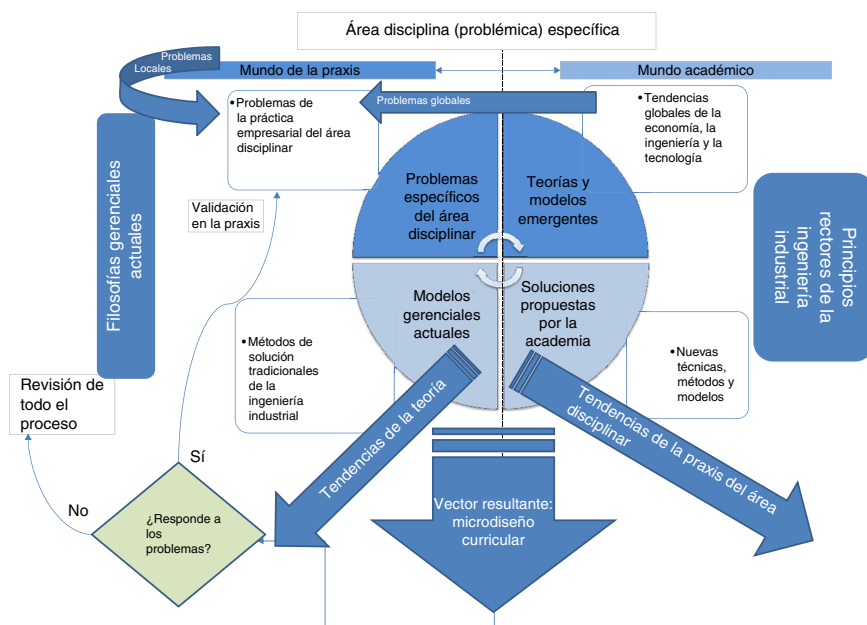 Área disciplina (problémica) específica
Problemas
Locales
Mundo de la praxis
Mundo académico
Problemas globales
•Problemas de
la práctica
empresarial del área
disciplinar
•Tendencias
globales de la
economía, la
ingeniería y la
tecnología
Filosofías gerenciales
actuales
Problemas
específicos
del área
disciplinar
Teorías y
modelos
emergentes
Principios
rectores de la
ingeniería
industrial
Validación
en la praxis
Modelos
gerenciales
actuales
Soluciones
propuestas
por la
academia
•Métodos de
solución
tradicionales
de la
ingeniería
industrial
•Nuevas
técnicas,
métodos y
modelos
Revisión de
todo el
proceso
Tendencias de la teoría
Tendencias de la praxis del área
disciplinar
Sí
No
¿Responde a
los
problemas?
Vector resultante:
microdiseño
curricular